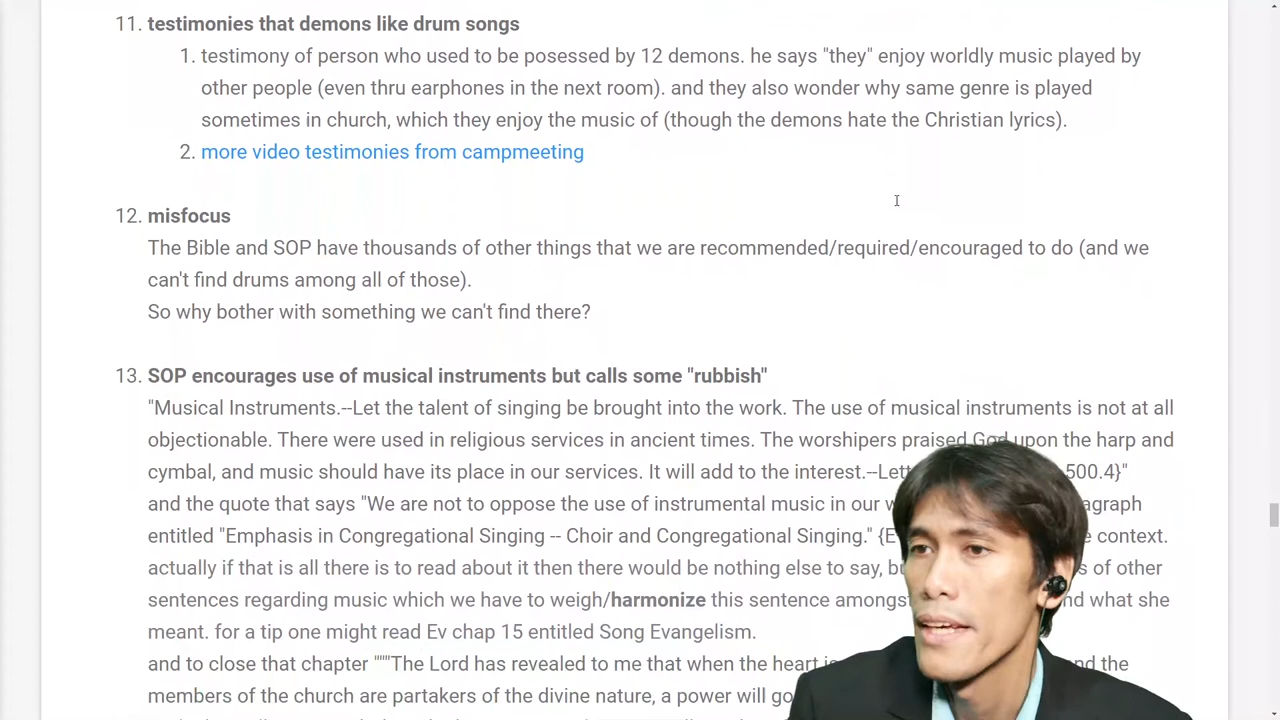 11. testimonies that demons like drum songs
1. testimony of person who used to be posessed by 12 demons. he says "they" enjoy worldly music played by
other people (even thru earphones in the next room). and they also wonder why same genre is played
sometimes in church, which they enjoy the music of (though the demons hate the Christian lyrics).
2. more video testimonies from campmeeting
12. misfocus
The Bible and SOP have thousands of other things that we are recommended/required/encouraged to do (and we
can't find drums among all of those).
So why bother with something we can't find there?
13. SOP encourages use of musical instruments but calls some "rubbish"
"Musical Instruments.--Let the talent of singing be brought into the work. The use of musical instruments is not at all
objectionable. There were used in religious services in ancient times. The worshipers praised God upon the harp and
cymbal, and music should have its place in our services. It will add to the interest.--Lett 500.4}"
and the quote that says "We are not to oppose the use of instrumental music in our
entitled "Emphasis in Congregational Singing -- Choir and Congregational Singing." context.
actually if that is all there is to read about it then there would be nothing else to say, of other
sentences regarding music which we have to weigh/harmonize this sentence amongst what she
meant. for a tip one might read Ev chap 15 entitled Song Evangelism.
and to close that chapter """The Lord has revealed to me that when the heart the
members of the church are partakers of the divine nature, a power will go